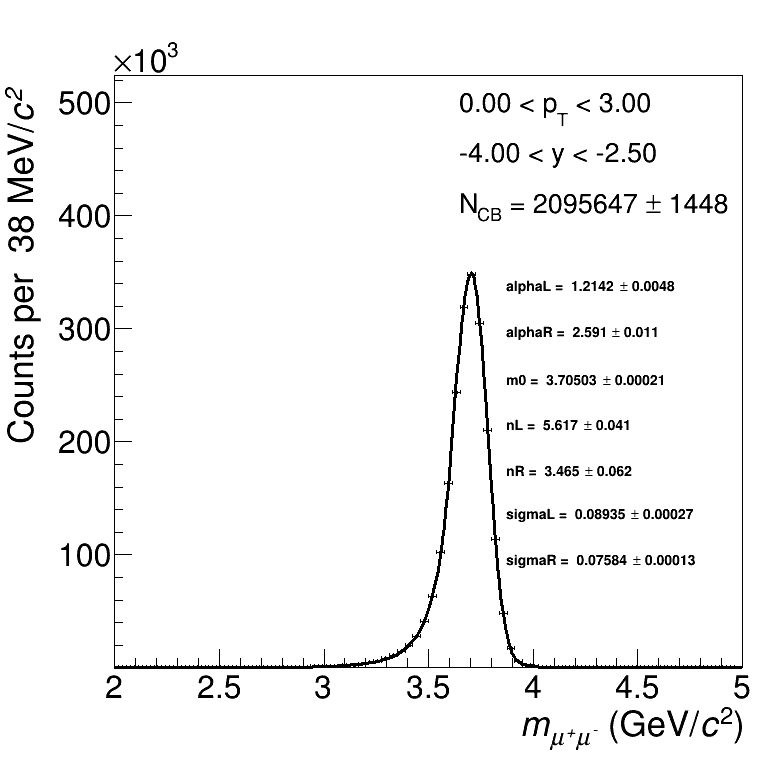 ×10³
Counts per 38 MeV/c²
500
400
300
200
100
0.00 < p_T < 3.00
-4.00 < y < -2.50
N_CB = 2095647 ± 1448
alphaL = 1.2142 ± 0.0048
alphaR = 2.591 ± 0.011
m0 = 3.70503 ± 0.00021
nL = 5.617 ± 0.041
nR = 3.465 ± 0.062
sigmaL = 0.08935 ± 0.00027
sigmaR = 0.07584 ± 0.00013
2 2.5 3 3.5 4 4.5 5
m_μ⁺μ⁻ (GeV/c²)